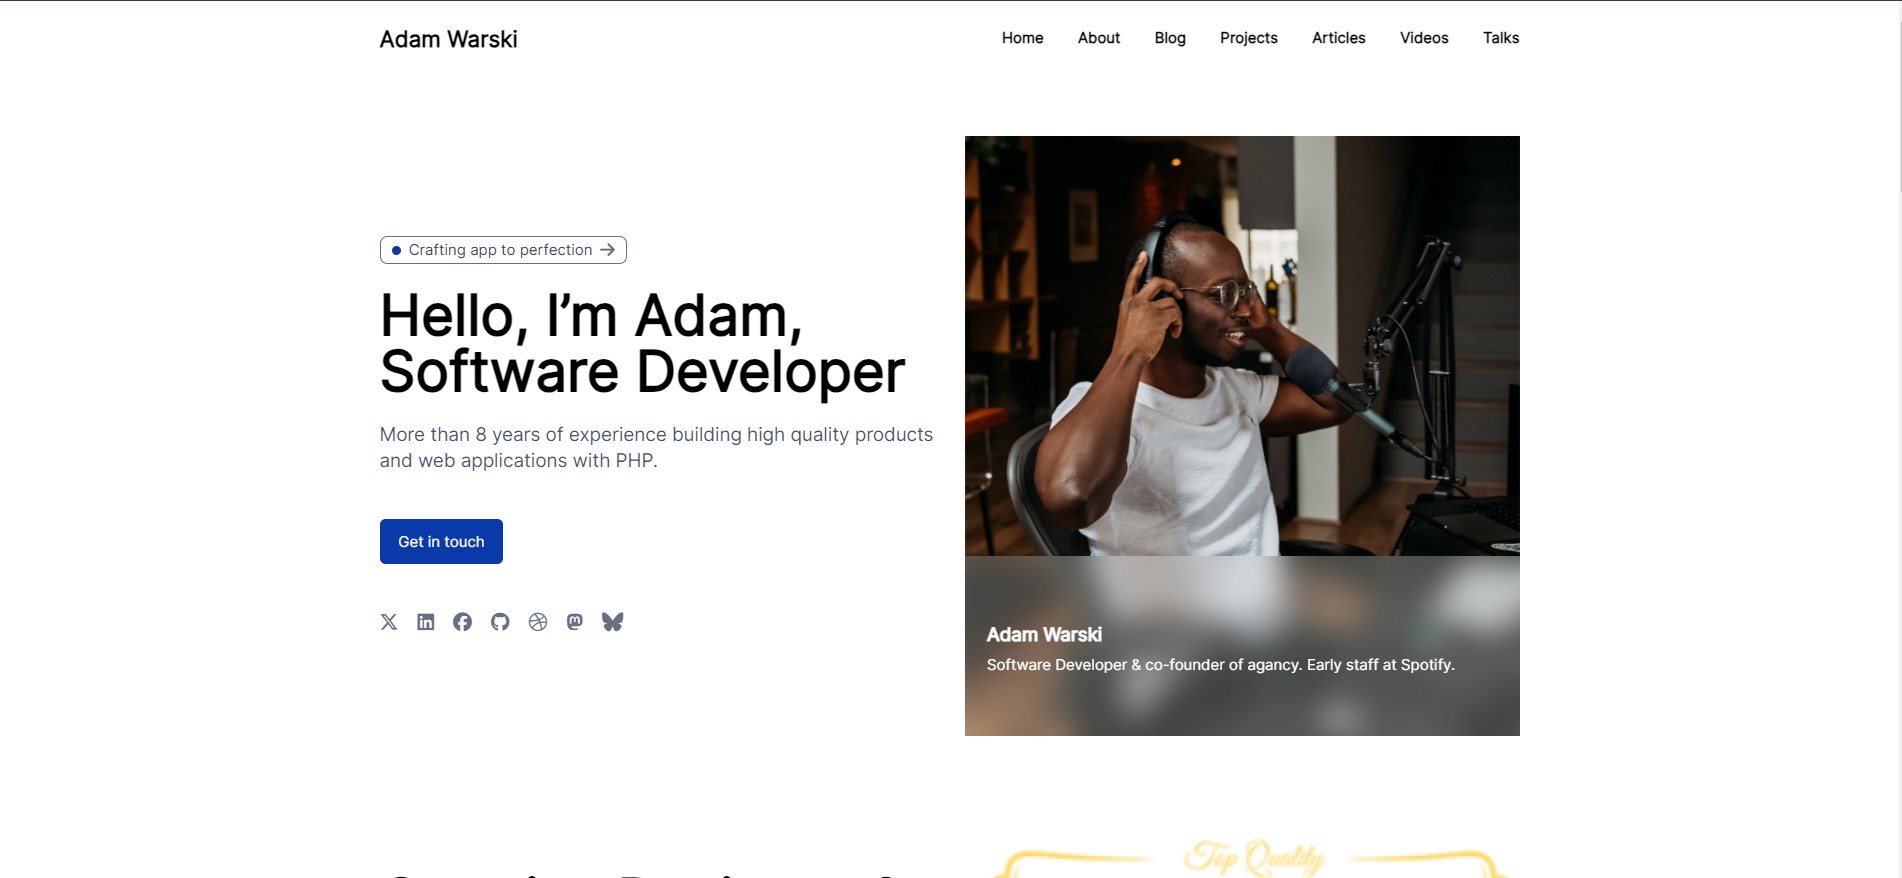 Adam Warski
Home About Blog Projects Articles Videos Talks
Crafting app to perfection
Hello, I’m Adam,
Software Developer
More than 8 years of experience building high quality products
and web applications with PHP.
Get in touch
Adam Warski
Software Developer & co-founder of agancy. Early staff at Spotify.
Top Quality